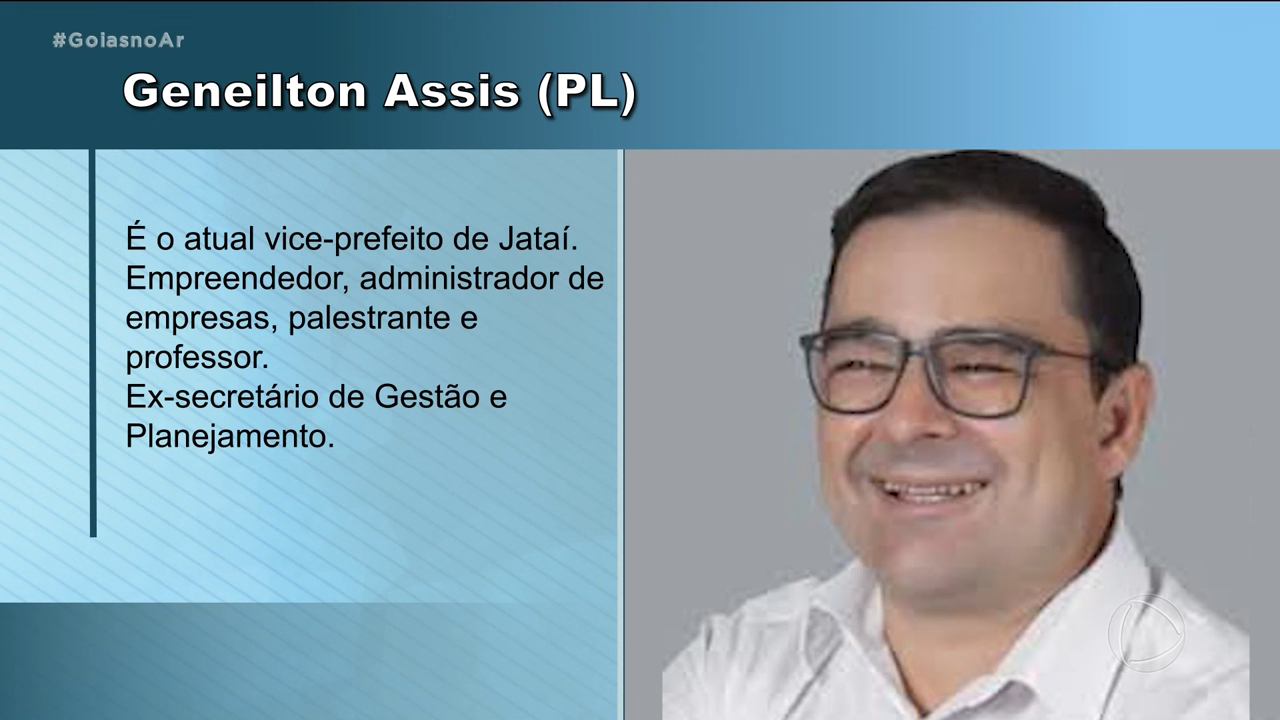 #GoiasnoAr
Geneilton Assis (PL)
É o atual vice-prefeito de Jataí.
Empreendedor, administrador de
empresas, palestrante e
professor.
Ex-secretário de Gestão e
Planejamento.